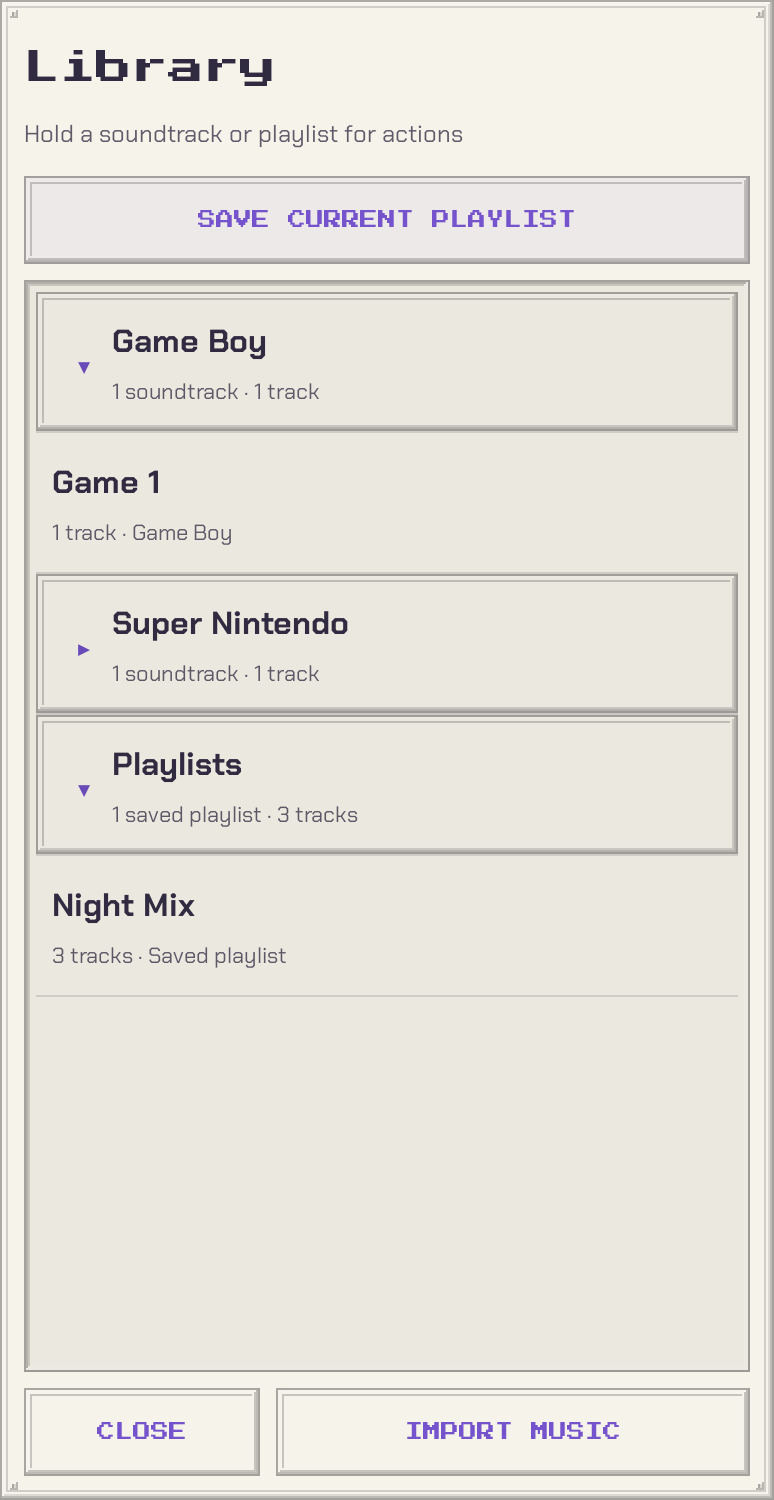 Library
Hold a soundtrack or playlist for actions
SAVE CURRENT PLAYLIST
▼ Game Boy
1 soundtrack · 1 track
Game 1
1 track · Game Boy
► Super Nintendo
1 soundtrack · 1 track
▼ Playlists
1 saved playlist · 3 tracks
Night Mix
3 tracks · Saved playlist
CLOSE
IMPORT MUSIC